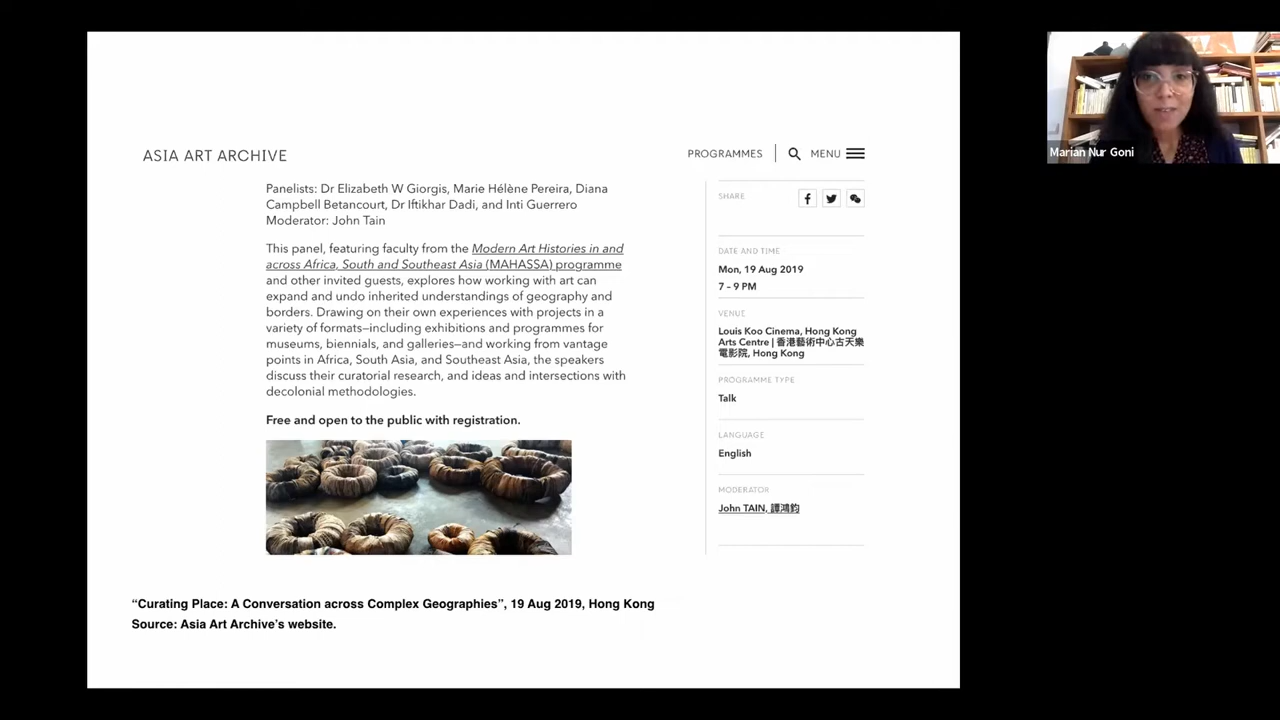 ASIA ART ARCHIVE
PROGRAMMES
MENU
Panelists: Dr Elizabeth W Giorgis, Marie Hélène Pereira, Diana
Campbell Betancourt, Dr Iftikhar Dadi, and Inti Guerrero
Moderator: John Tain
This panel, featuring faculty from the Modern Art Histories in and
across Africa, South and Southeast Asia (MAHASSA) programme
and other invited guests, explores how working with art can
expand and undo inherited understandings of geography and
borders. Drawing on their own experiences with projects in a
variety of formats—including exhibitions and programmes for
museums, biennials, and galleries—and working from vantage
points in Africa, South Asia, and Southeast Asia, the speakers
discuss their curatorial research, and ideas and intersections with
decolonial methodologies.
Free and open to the public with registration.
SHARE
DATE AND TIME
Mon, 19 Aug 2019
7 – 9 PM
VENUE
Louis Koo Cinema, Hong Kong
Arts Centre | 香港藝術中心古天樂
電影院, Hong Kong
PROGRAMME TYPE
Talk
LANGUAGE
English
MODERATOR
John TAIN, 譚鴻鈞
“Curating Place: A Conversation across Complex Geographies”, 19 Aug 2019, Hong Kong
Source: Asia Art Archive’s website.
Marian Nur Goni